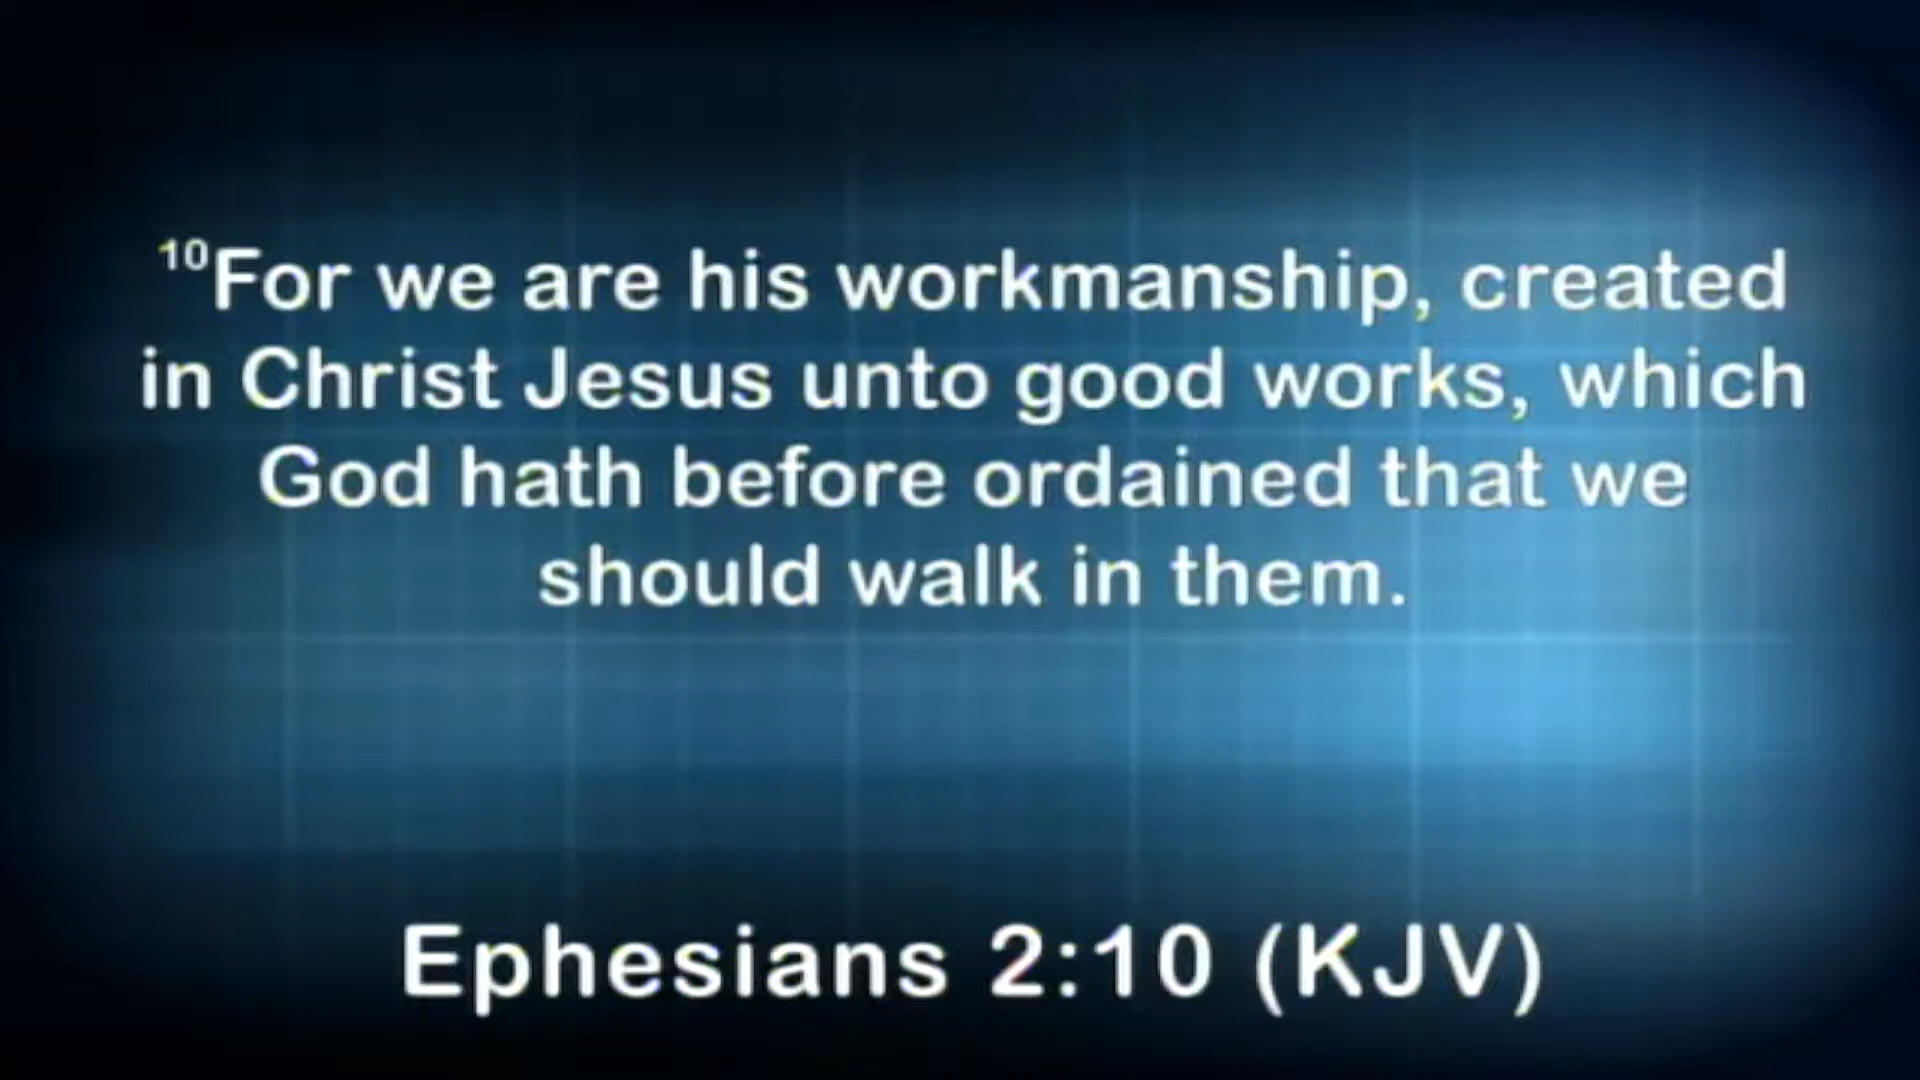 10For we are his workmanship, created
in Christ Jesus unto good works, which
God hath before ordained that we
should walk in them.
Ephesians 2:10 (KJV)